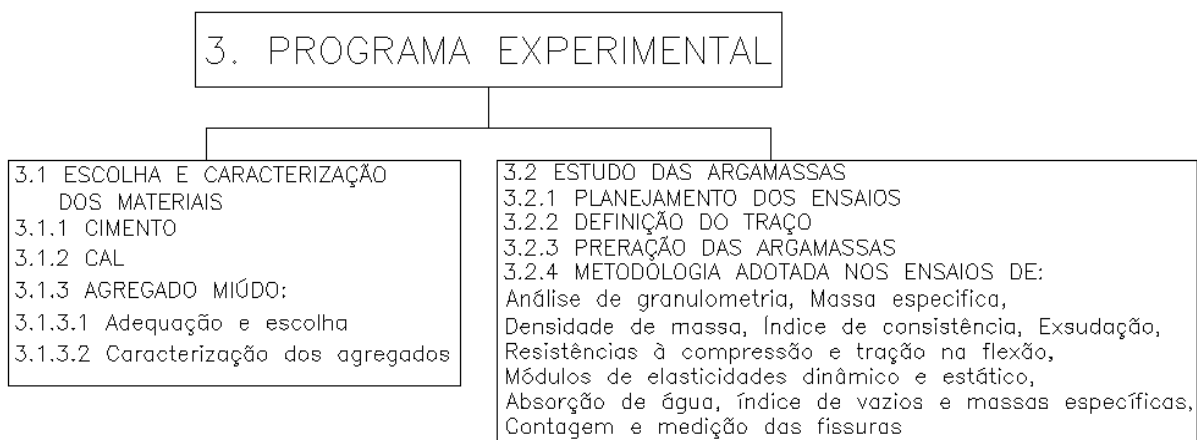 3. PROGRAMA EXPERIMENTAL
3.1 ESCOLHA E CARACTERIZAÇÃO
DOS MATERIAIS
3.1.1 CIMENTO
3.1.2 CAL
3.1.3 AGREGADO MIÚDO:
3.1.3.1 Adequação e escolha
3.1.3.2 Caracterização dos agregados
3.2 ESTUDO DAS ARGAMASSAS
3.2.1 PLANEJAMENTO DOS ENSAIOS
3.2.2 DEFINIÇÃO DO TRAÇO
3.2.3 PRERAÇÃO DAS ARGAMASSAS
3.2.4 METODOLOGIA ADOTADA NOS ENSAIOS DE:
Análise de granulometria, Massa especifica,
Densidade de massa, Índice de consistência, Exsudação,
Resistências à compressão e tração na flexão,
Módulos de elasticidades dinâmico e estático,
Absorção de água, índice de vazios e massas específicas,
Contagem e medição das fissuras